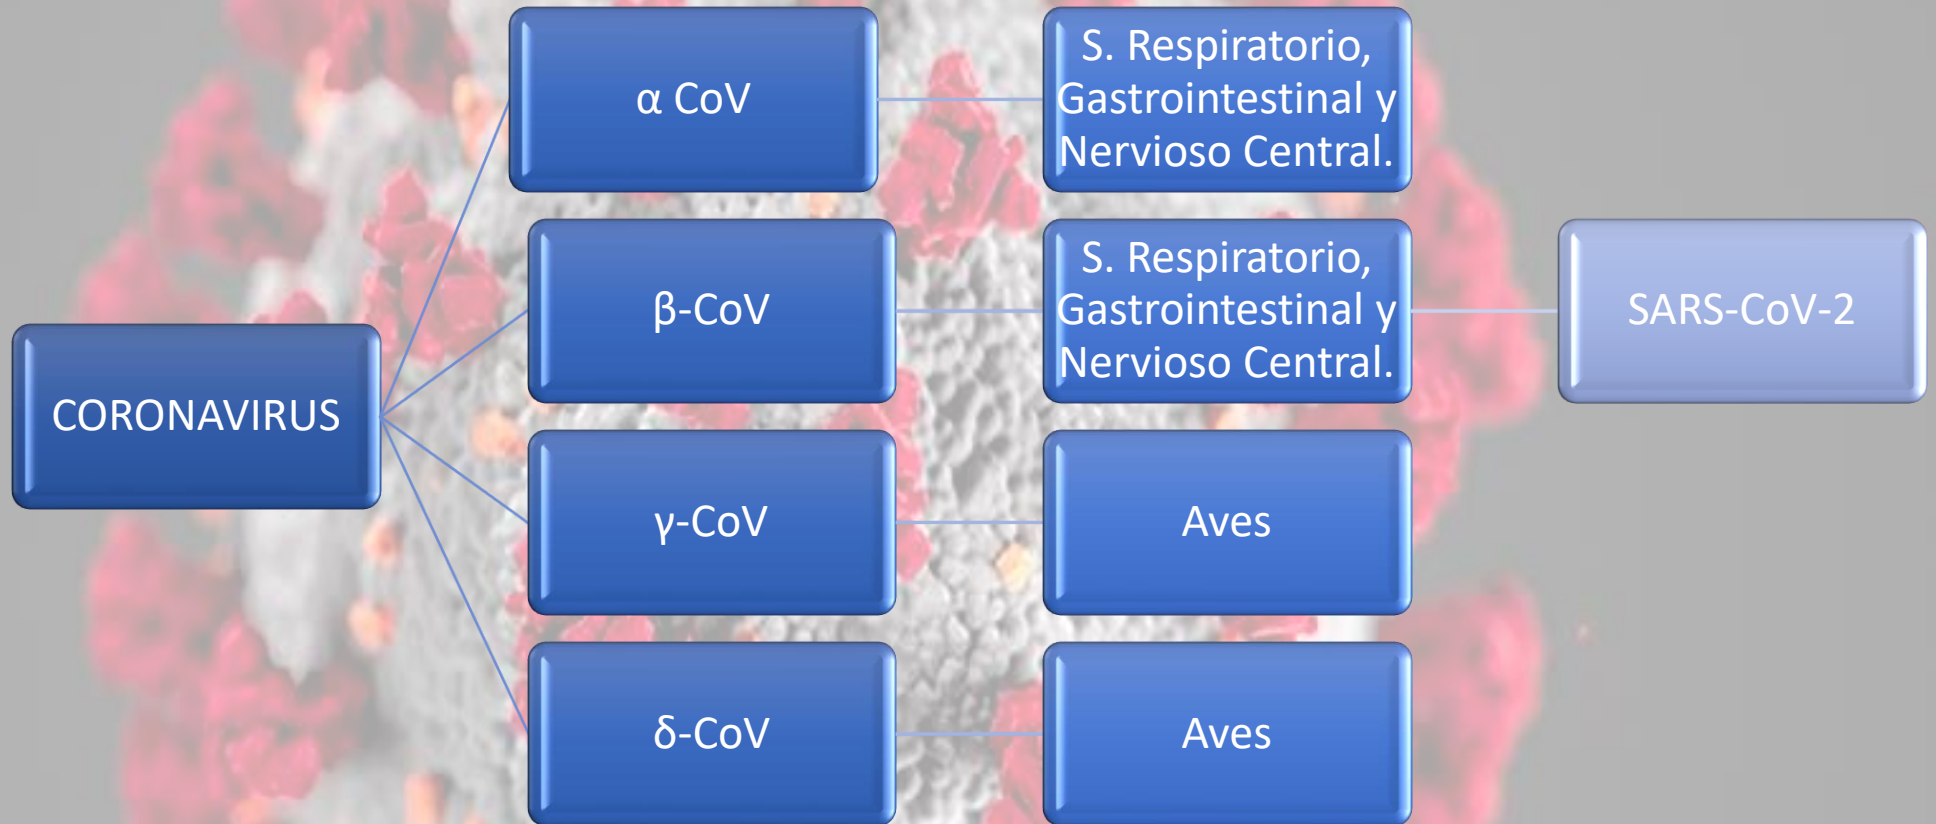 CORONAVIRUS
α CoV
S. Respiratorio,
Gastrointestinal y
Nervioso Central.
β-CoV
S. Respiratorio,
Gastrointestinal y
Nervioso Central.
SARS-CoV-2
γ-CoV
Aves
δ-CoV
Aves